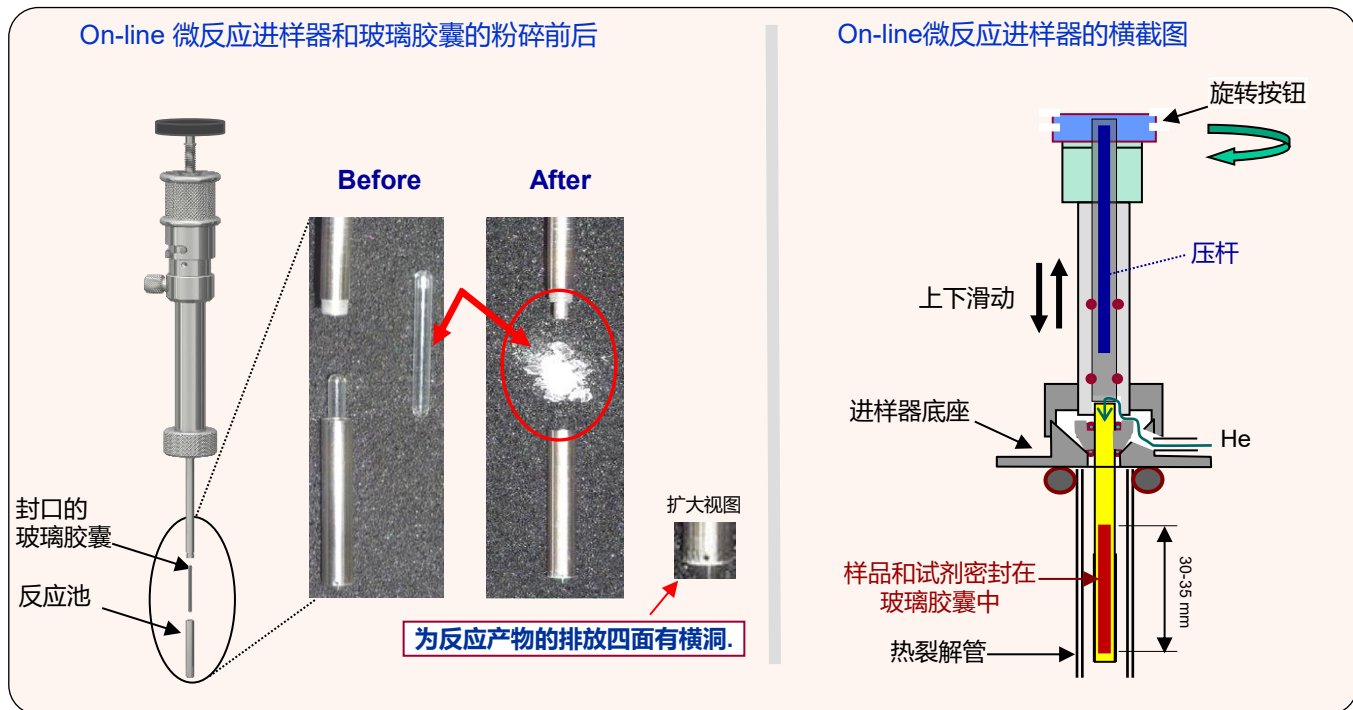 On-line 微反应进样器和玻璃胶囊的粉碎前后
Before
After
封口的
玻璃胶囊
反应池
扩大视图
为反应产物的排放四面有横洞.
On-line微反应进样器的横截图
旋转按钮
压杆
上下滑动
进样器底座
He
样品和试剂密封在
玻璃胶囊中
30-35 mm
热裂解管